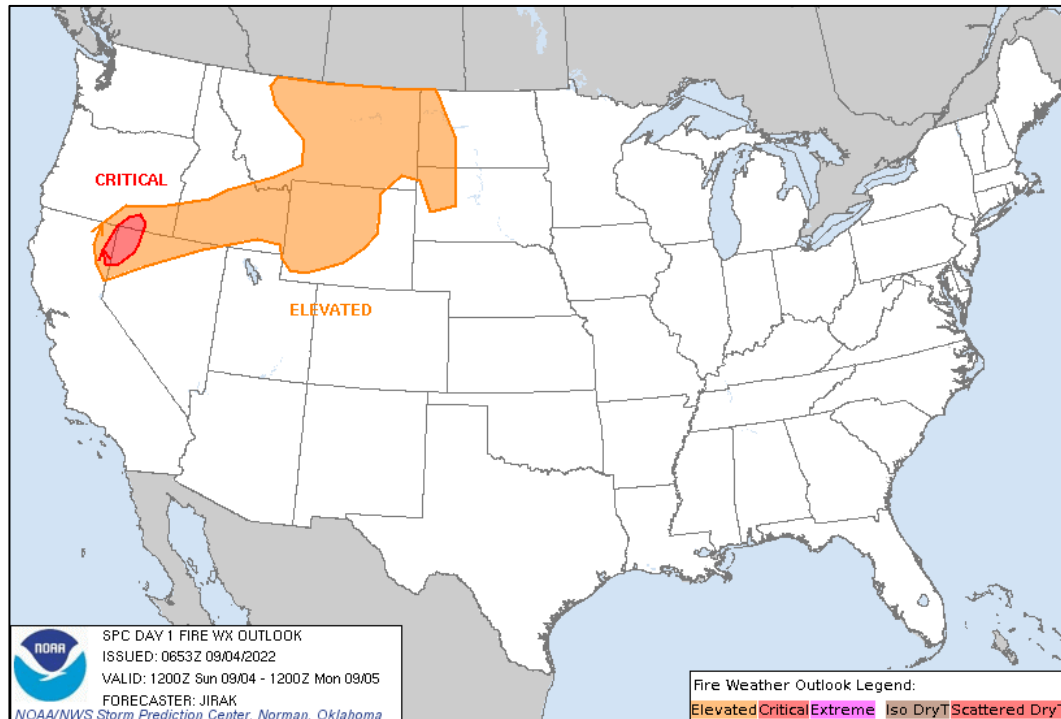 CRITICAL
ELEVATED
NOAA
SPC DAY 1 FIRE WX OUTLOOK
ISSUED: 0653Z 09/04/2022
VALID: 1200Z Sun 09/04 - 1200Z Mon 09/05
FORECASTER: JIRAK
NOAA/NWS Storm Prediction Center, Norman, Oklahoma
Fire Weather Outlook Legend:
Elevated Critical Extreme Iso DryT Scattered Dry